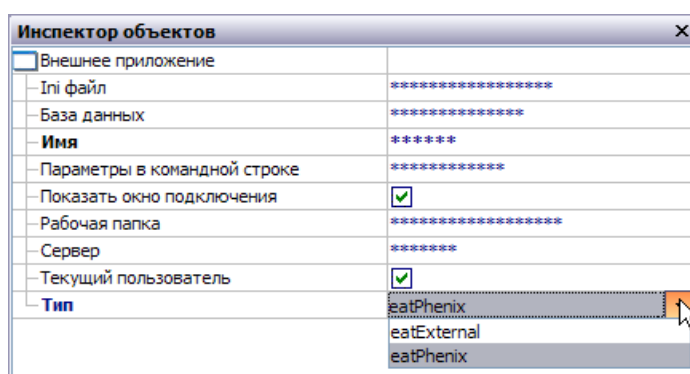 Инспектор объектов
Внешнее приложение
Ini файл *****************
База данных **************
Имя ******
Параметры в командной строке ************
Показать окно подключения
Рабочая папка ******************
Сервер *******
Текущий пользователь
Тип eatPhenix
eatExternal
eatPhenix